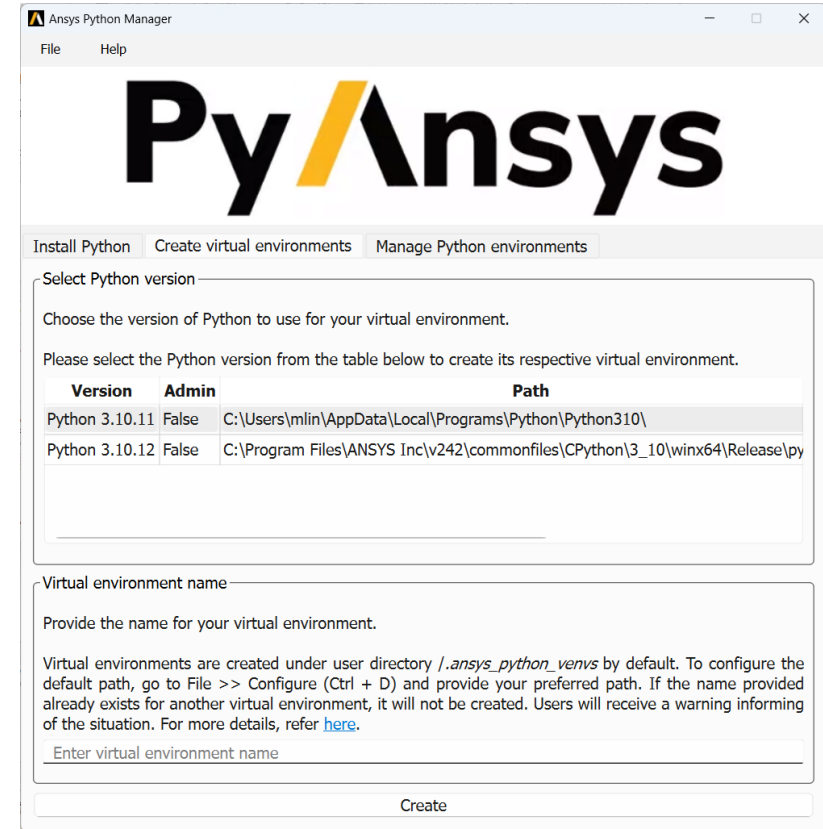 Ansys Python Manager
File Help
PyAnsys
Install Python Create virtual environments Manage Python environments
Select Python version
Choose the version of Python to use for your virtual environment.
Please select the Python version from the table below to create its respective virtual environment.
Version Admin Path
Python 3.10.11 False C:\Users\mlin\AppData\Local\Programs\Python\Python310\
Python 3.10.12 False C:\Program Files\ANSYS Inc\v242\commonfiles\CPython\3_10\winx64\Release\py
Virtual environment name
Provide the name for your virtual environment.
Virtual environments are created under user directory /.ansys_python_venvs by default. To configure the
default path, go to File >> Configure (Ctrl + D) and provide your preferred path. If the name provided
already exists for another virtual environment, it will not be created. Users will receive a warning informing
of the situation. For more details, refer here.
Enter virtual environment name
Create